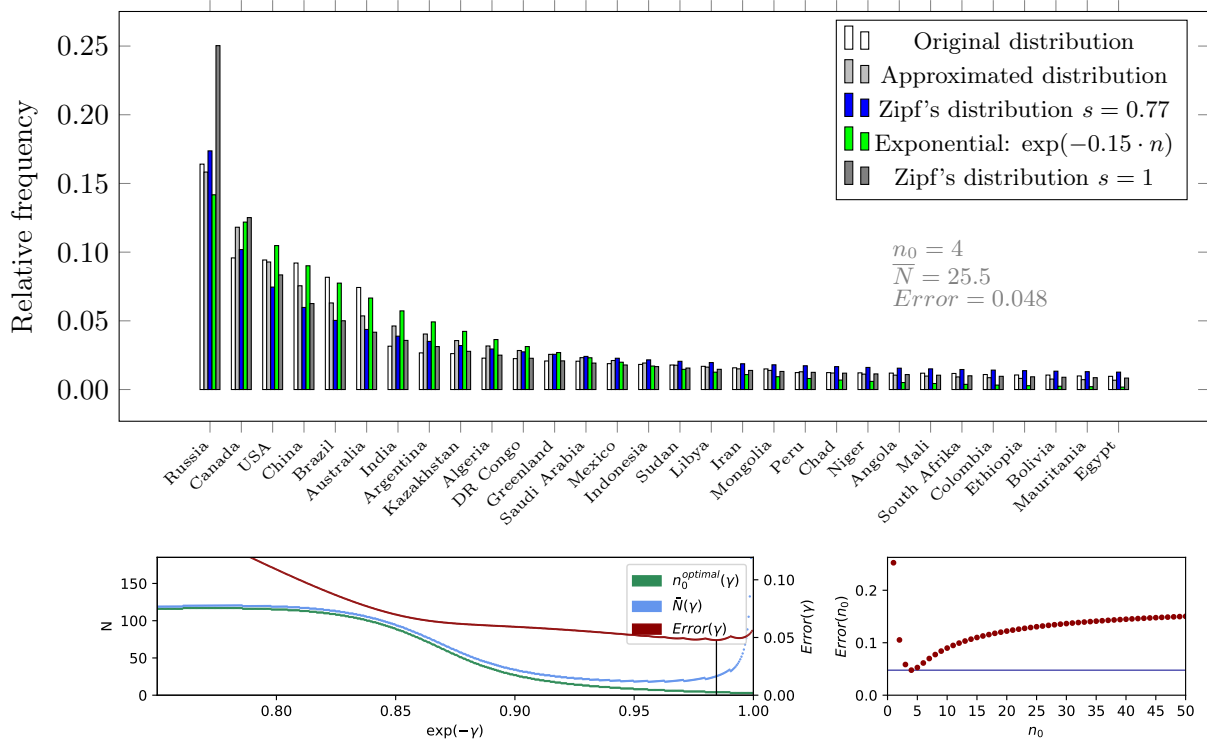 Relative frequency
0.25
0.20
0.15
0.10
0.05
0.00
Original distribution
Approximated distribution
Zipf's distribution s = 0.77
Exponential: exp(−0.15 · n)
Zipf's distribution s = 1
n₀ = 4
N̅ = 25.5
Error = 0.048
Russia
Canada
USA
China
Brazil
Australia
India
Argentina
Kazakhstan
Algeria
DR Congo
Greenland
Saudi Arabia
Mexico
Indonesia
Sudan
Libya
Iran
Mongolia
Peru
Chad
Niger
Angola
Mali
South Afrika
Colombia
Ethiopia
Bolivia
Mauritania
Egypt
N
150
100
50
0
n₀^optimal(γ)
N̄(γ)
Error(γ)
0.10
0.05
0.00
Error(γ)
0.80 0.85 0.90 0.95 1.00
exp(−γ)
Error(n₀)
0.2
0.1
0.0
0 5 10 15 20 25 30 35 40 45 50
n₀